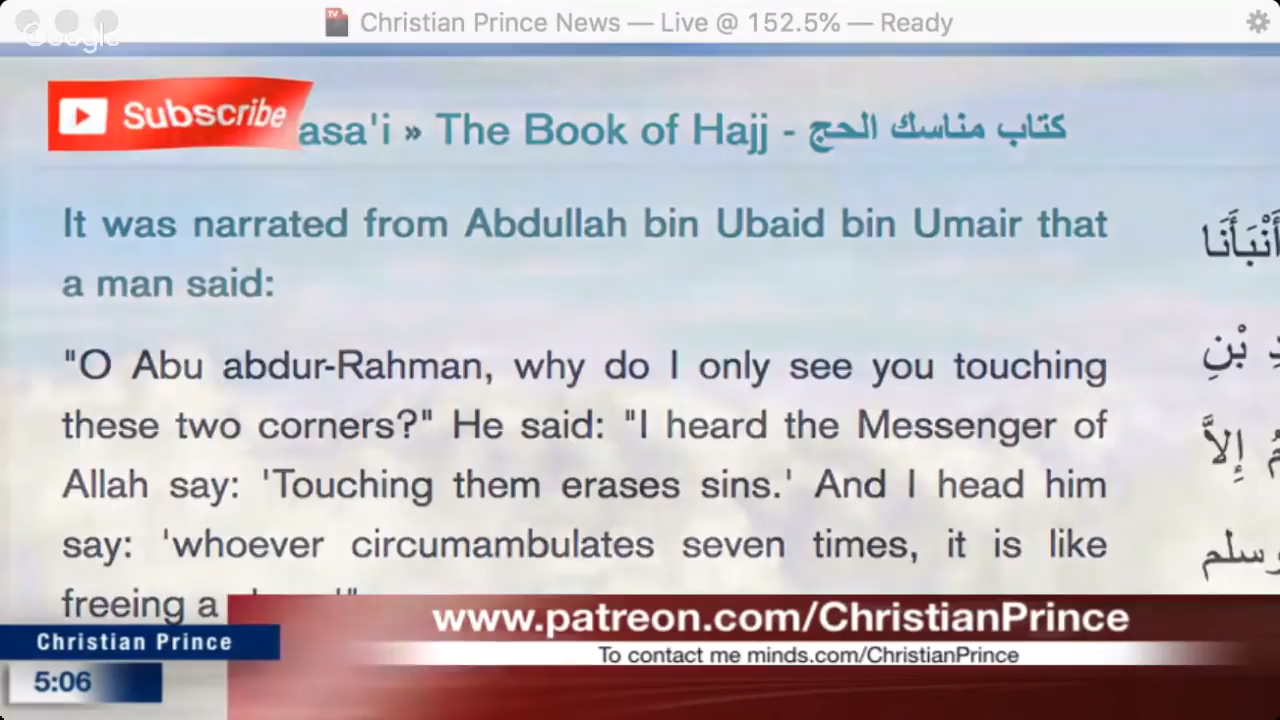 Christian Prince News — Live @ 152.5% — Ready
Google
Subscribe
asa'i » The Book of Hajj - كتاب مناسك الحج
It was narrated from Abdullah bin Ubaid bin Umair that
a man said:
أَنْبَأَنَا
"O Abu abdur-Rahman, why do I only see you touching
بْنِ
these two corners?" He said: "I heard the Messenger of
إِلاَّ
Allah say: 'Touching them erases sins.' And I head him
say: 'whoever circumambulates seven times, it is like
وسلم
freeing a
www.patreon.com/ChristianPrince
Christian Prince
To contact me minds.com/ChristianPrince
5:06